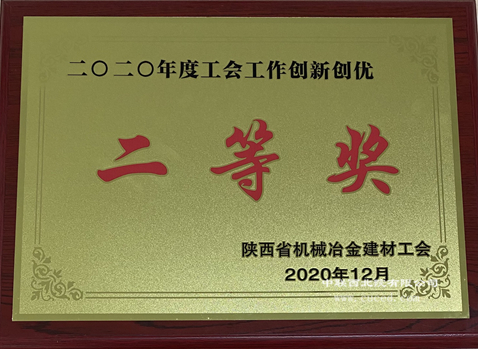 二〇二〇年度工会工作创新创优
二等奖
陕西省机械冶金建材工会
2020年12月